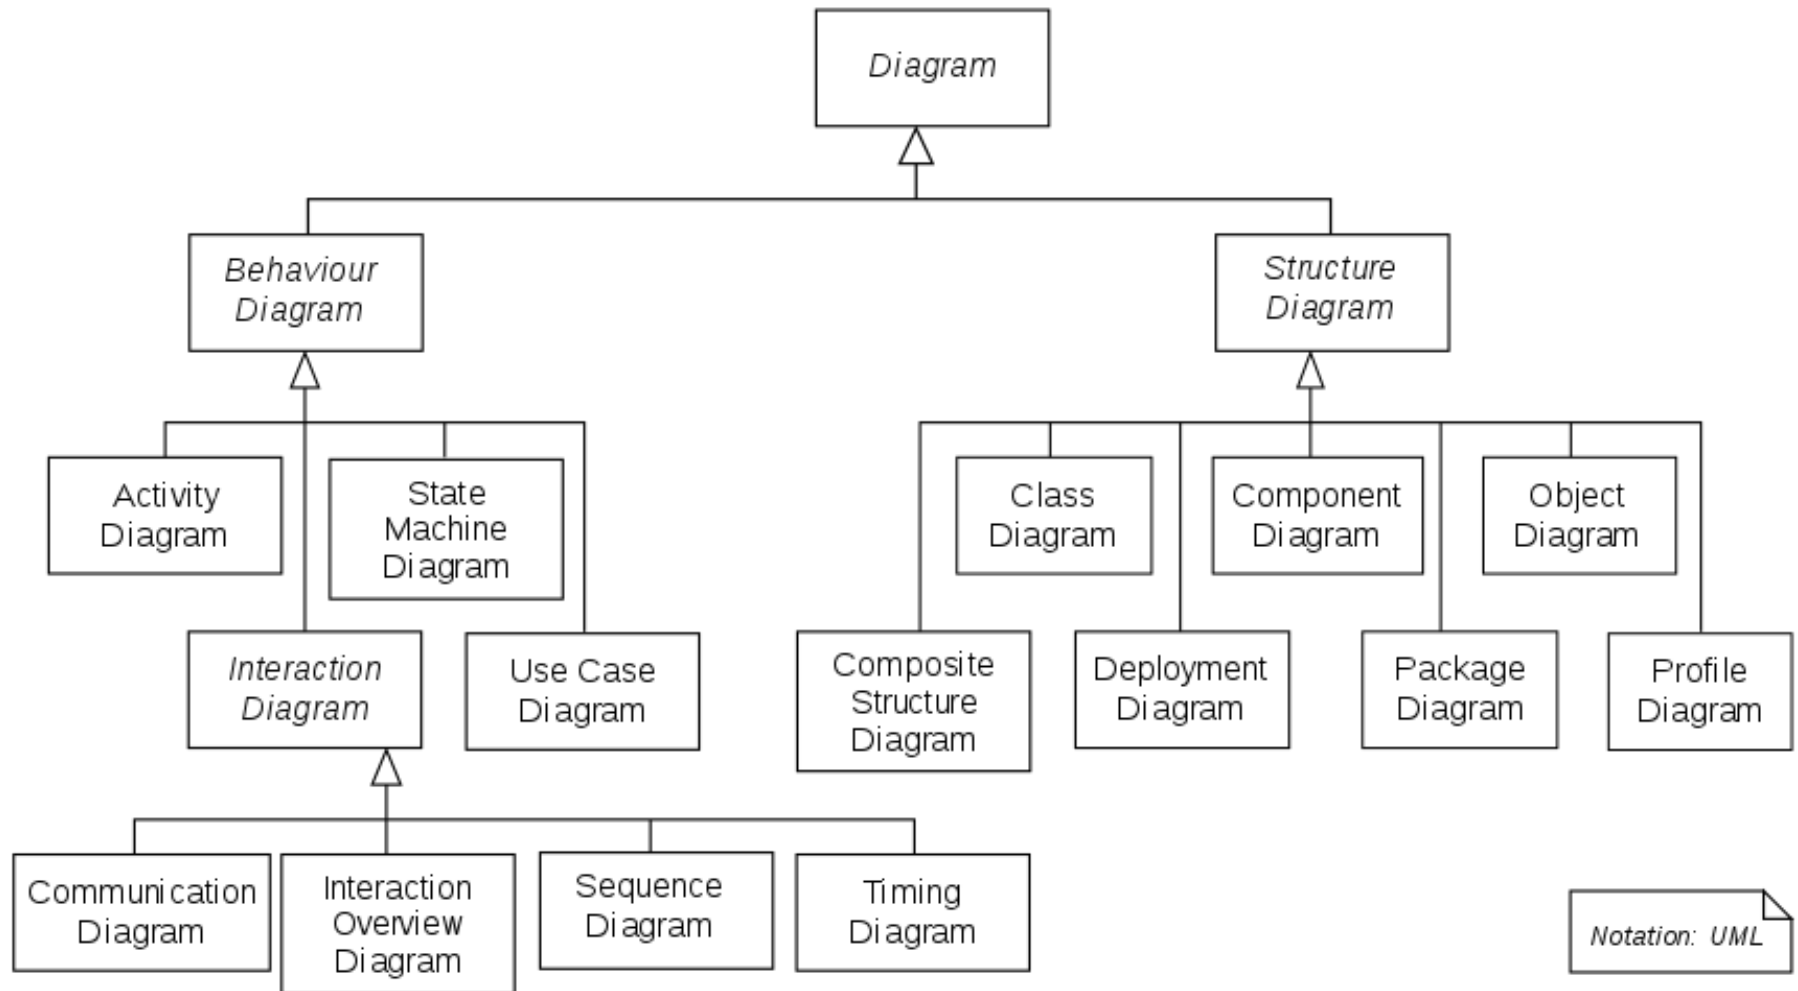 Diagram
Behaviour
Diagram
Structure
Diagram
Activity
Diagram
State
Machine
Diagram
Class
Diagram
Component
Diagram
Object
Diagram
Interaction
Diagram
Use Case
Diagram
Composite
Structure
Diagram
Deployment
Diagram
Package
Diagram
Profile
Diagram
Communication
Diagram
Interaction
Overview
Diagram
Sequence
Diagram
Timing
Diagram
Notation: UML